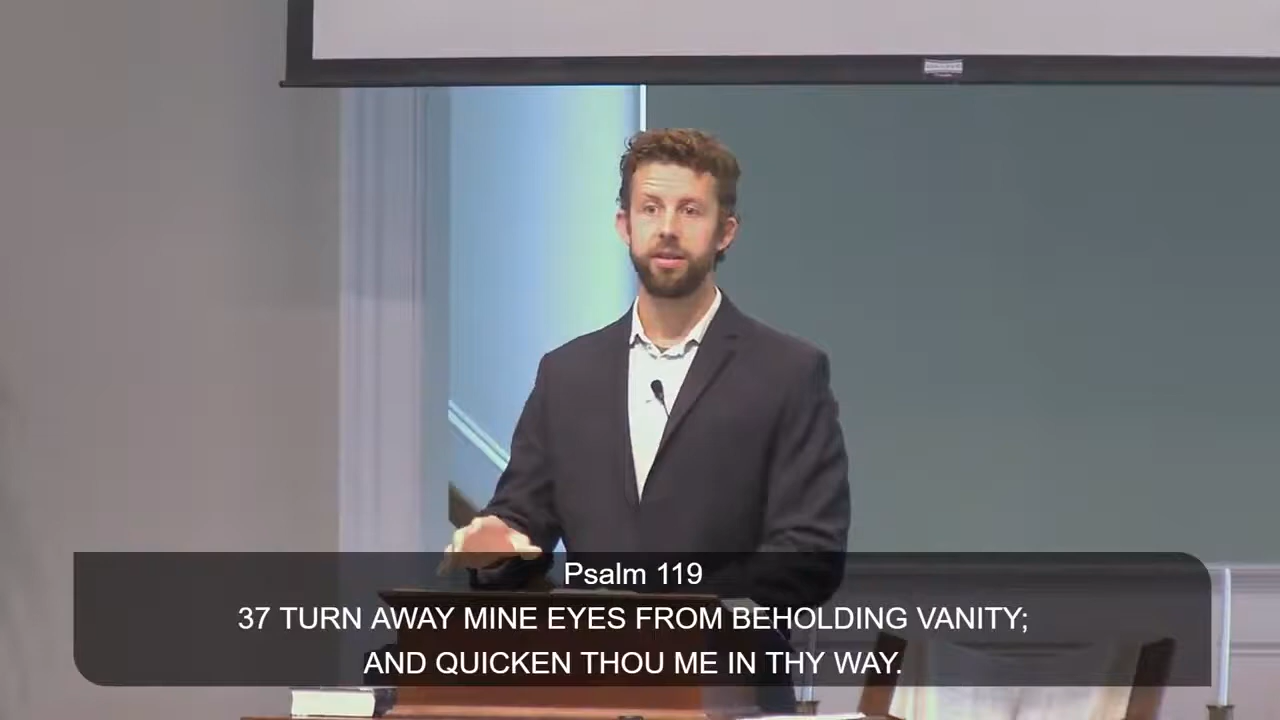 Psalm 119
37 TURN AWAY MINE EYES FROM BEHOLDING VANITY;
AND QUICKEN THOU ME IN THY WAY.